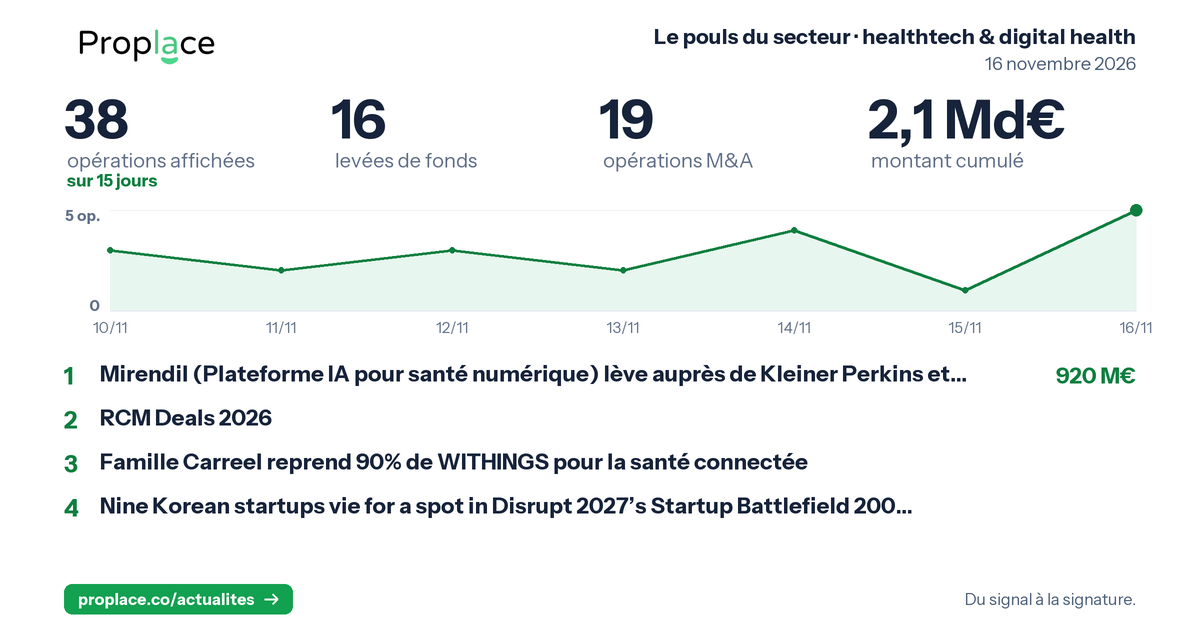 Proplace
Le pouls du secteur · healthtech & digital health
16 novembre 2026
38
opérations affichées
sur 15 jours
16
levées de fonds
19
opérations M&A
2,1 Md€
montant cumulé
5 op.
0
10/11
11/11
12/11
13/11
14/11
15/11
16/11
1 Mirendil (Plateforme IA pour santé numérique) lève auprès de Kleiner Perkins et... 920 M€
2 RCM Deals 2026
3 Famille Carreel reprend 90% de WITHINGS pour la santé connectée
4 Nine Korean startups vie for a spot in Disrupt 2027’s Startup Battlefield 200...
proplace.co/actualites →
Du signal à la signature.